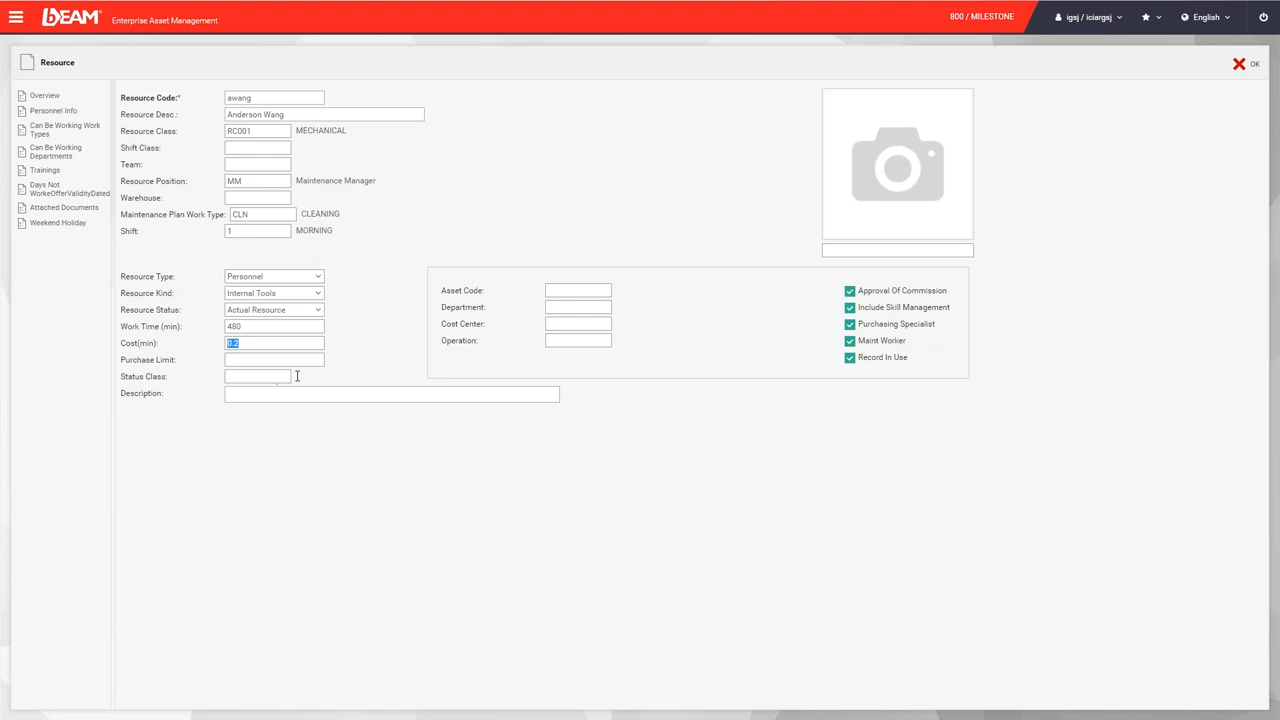 bEAM® Enterprise Asset Management
800 / MILESTONE
igsj / iciargsj
English
Resource
OK
Overview
Personnel Info
Can Be Working Work
Types
Can Be Working
Departments
Trainings
Days Not
WorkeOfferValidityDated
Attached Documents
Weekend Holiday
Resource Code:* awang
Resource Desc.: Anderson Wang
Resource Class: RC001 MECHANICAL
Shift Class:
Team:
Resource Position: MM Maintenance Manager
Warehouse:
Maintenance Plan Work Type: CLN CLEANING
Shift: 1 MORNING
Resource Type: Personnel
Resource Kind: Internal Tools
Resource Status: Actual Resource
Work Time (min): 480
Cost(min): 0.2
Purchase Limit:
Status Class:
Description:
Asset Code:
Department:
Cost Center:
Operation:
Approval Of Commission
Include Skill Management
Purchasing Specialist
Maint Worker
Record In Use